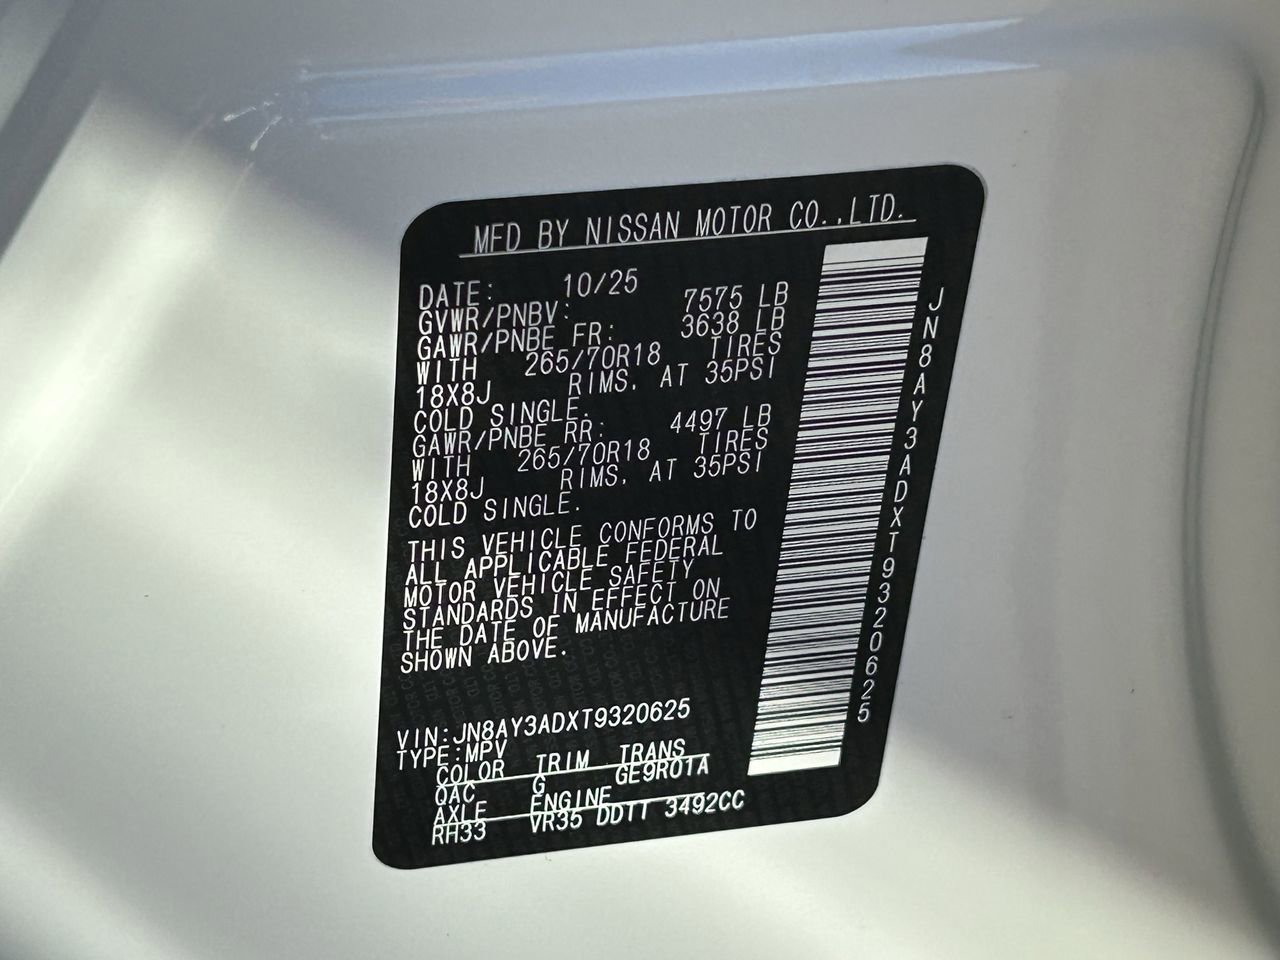 MFD BY NISSAN MOTOR CO.,LTD.
DATE: 10/25
GVWR/PNBV: 7575 LB
GAWR/PNBE FR: 3638 LB
WITH 265/70R18 TIRES
18X8J RIMS, AT 35PSI
COLD SINGLE.
GAWR/PNBE RR: 4497 LB
WITH 265/70R18 TIRES
18X8J RIMS, AT 35PSI
COLD SINGLE.
THIS VEHICLE CONFORMS TO
ALL APPLICABLE FEDERAL
MOTOR VEHICLE SAFETY
STANDARDS IN EFFECT ON
THE DATE OF MANUFACTURE
SHOWN ABOVE.
VIN:JN8AY3ADXT9320625
TYPE:MPV
COLOR TRIM TRANS
QAC G GE9R01A
AXLE ENGINE
RH33 VR35 DDTT 3492CC
JN8AY3ADXT9320625